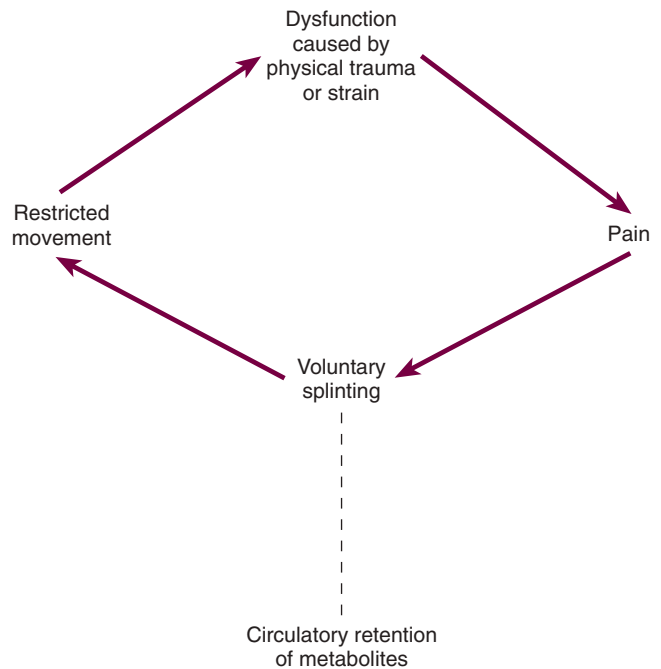 Dysfunction
caused by
physical trauma
or strain
Restricted
movement
Pain
Voluntary
splinting
Circulatory retention
of metabolites